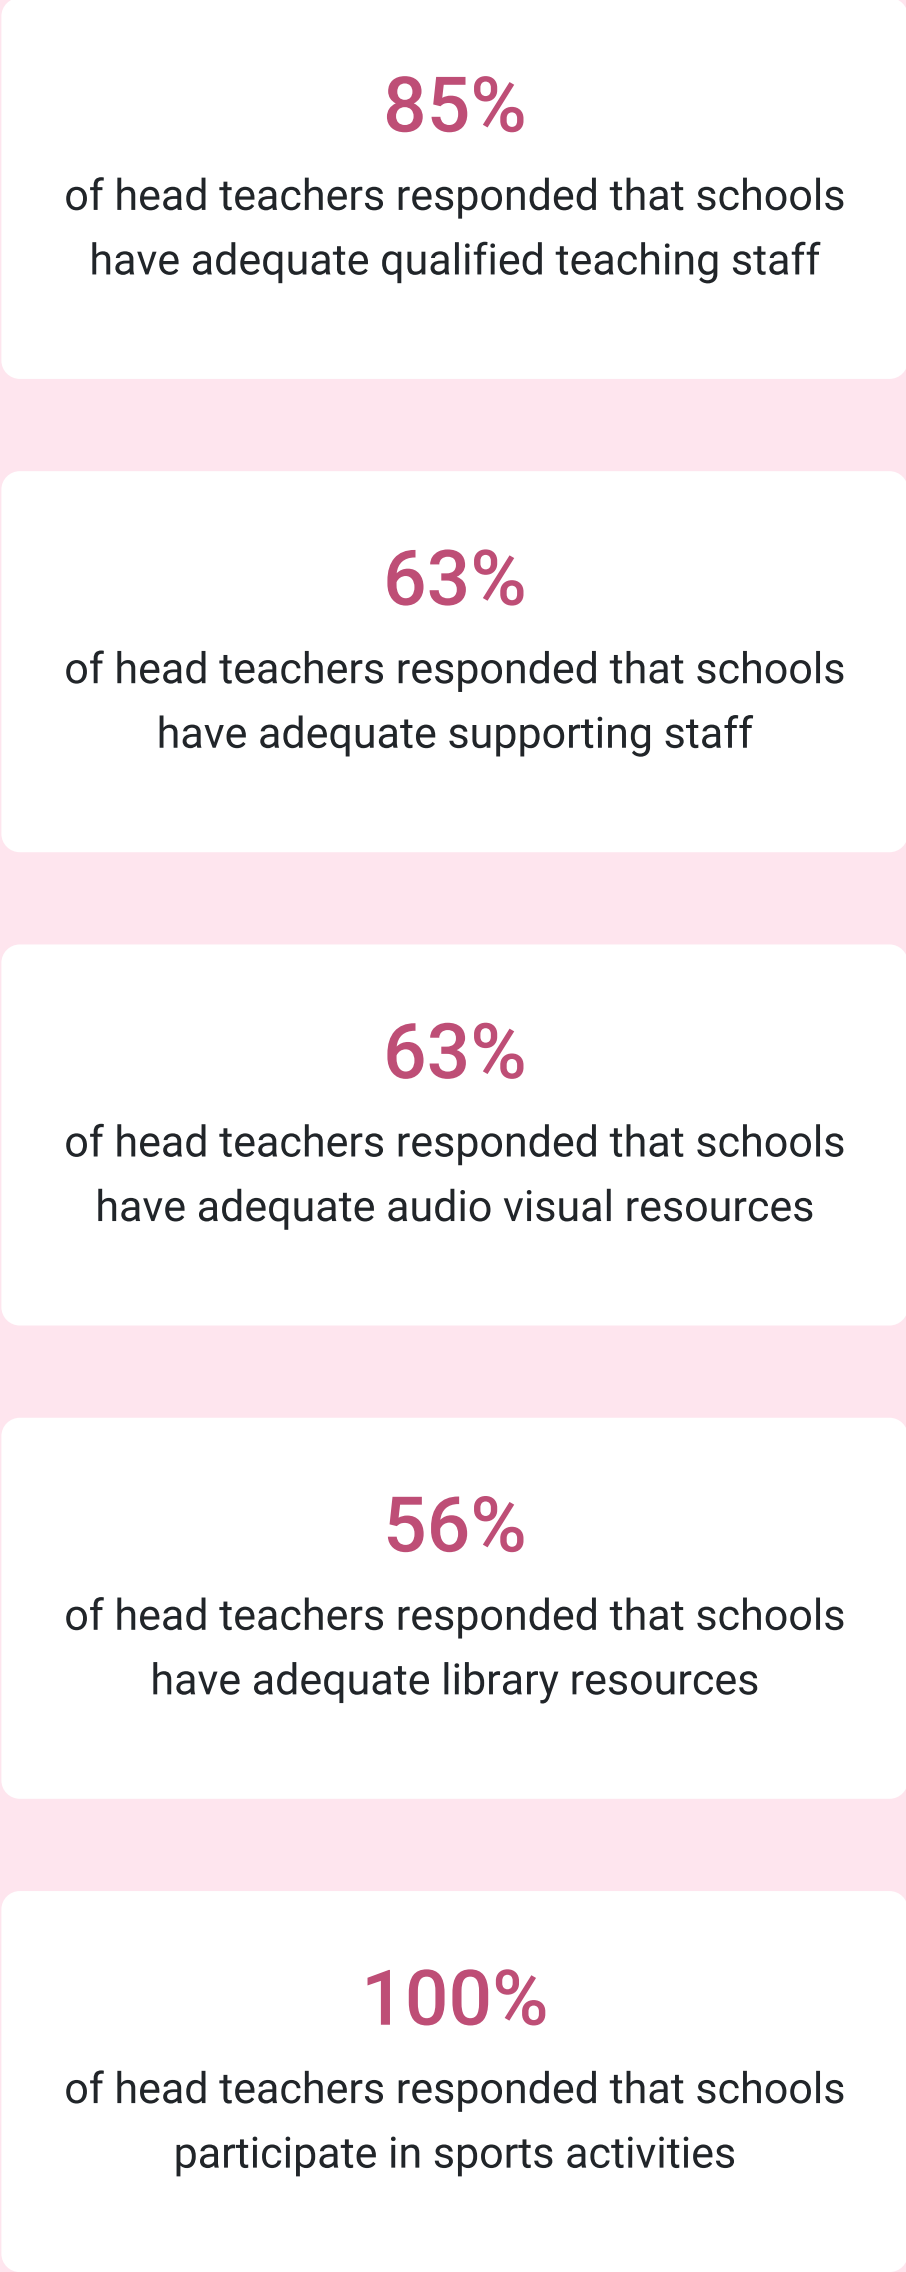 85%
of head teachers responded that schools
have adequate qualified teaching staff
63%
of head teachers responded that schools
have adequate supporting staff
63%
of head teachers responded that schools
have adequate audio visual resources
56%
of head teachers responded that schools
have adequate library resources
100%
of head teachers responded that schools
participate in sports activities